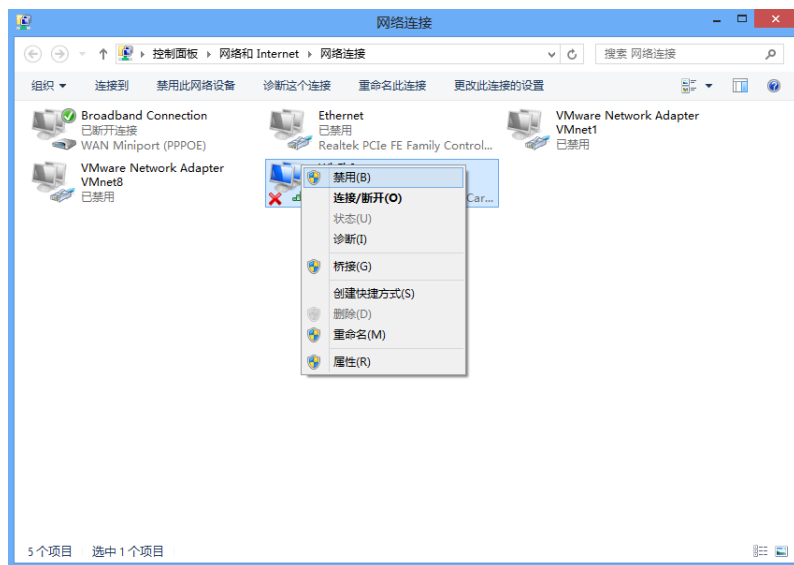 网络连接
控制面板 网络和 Internet 网络连接
搜索 网络连接
组织 连接到 禁用此网络设备 诊断这个连接 重命名此连接 更改此连接的设置
Broadband Connection
已断开连接
WAN Miniport (PPPOE)
Ethernet
已禁用
Realtek PCIe FE Family Control...
VMware Network Adapter
VMnet1
已禁用
VMware Network Adapter
VMnet8
已禁用
Car...
禁用(B)
连接/断开(O)
状态(U)
诊断(I)
桥接(G)
创建快捷方式(S)
删除(D)
重命名(M)
属性(R)
5 个项目 选中 1 个项目